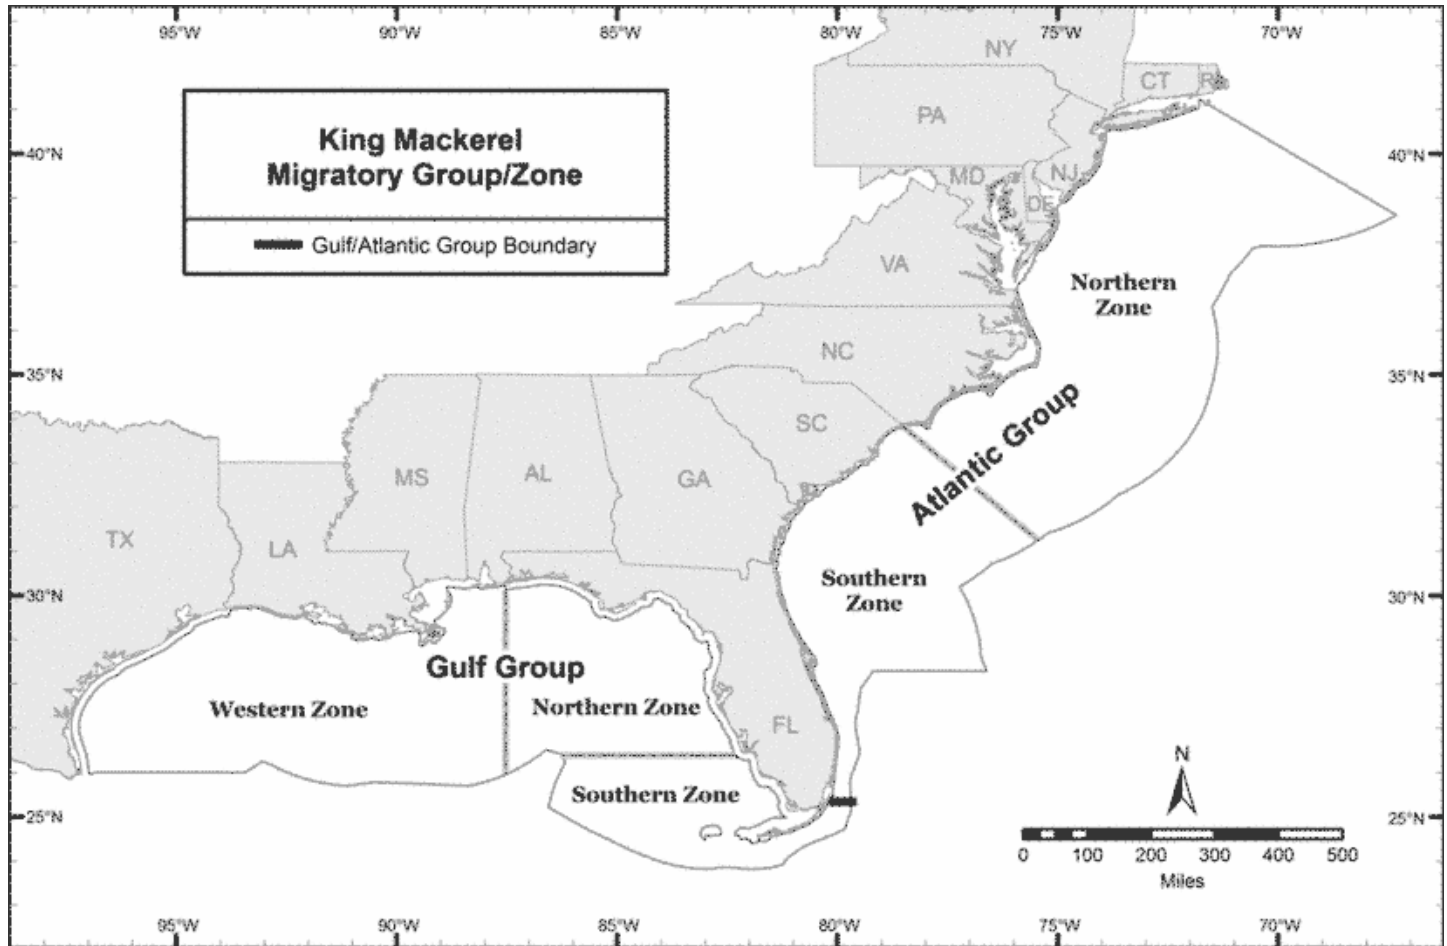 95°W 90°W 85°W 80°W 75°W 70°W
NY
CT
RI
PA
King Mackerel
Migratory Group/Zone
40°N 40°N
MD
NJ
DE
Gulf/Atlantic Group Boundary
VA
Northern
Zone
NC
35°N 35°N
Atlantic Group
SC
MS
AL
GA
TX
LA
Southern
Zone
30°N 30°N
Gulf Group
Western Zone
Northern Zone
FL
N
Southern Zone
25°N 25°N
0 100 200 300 400 500
Miles
95°W 90°W 85°W 80°W 75°W 70°W